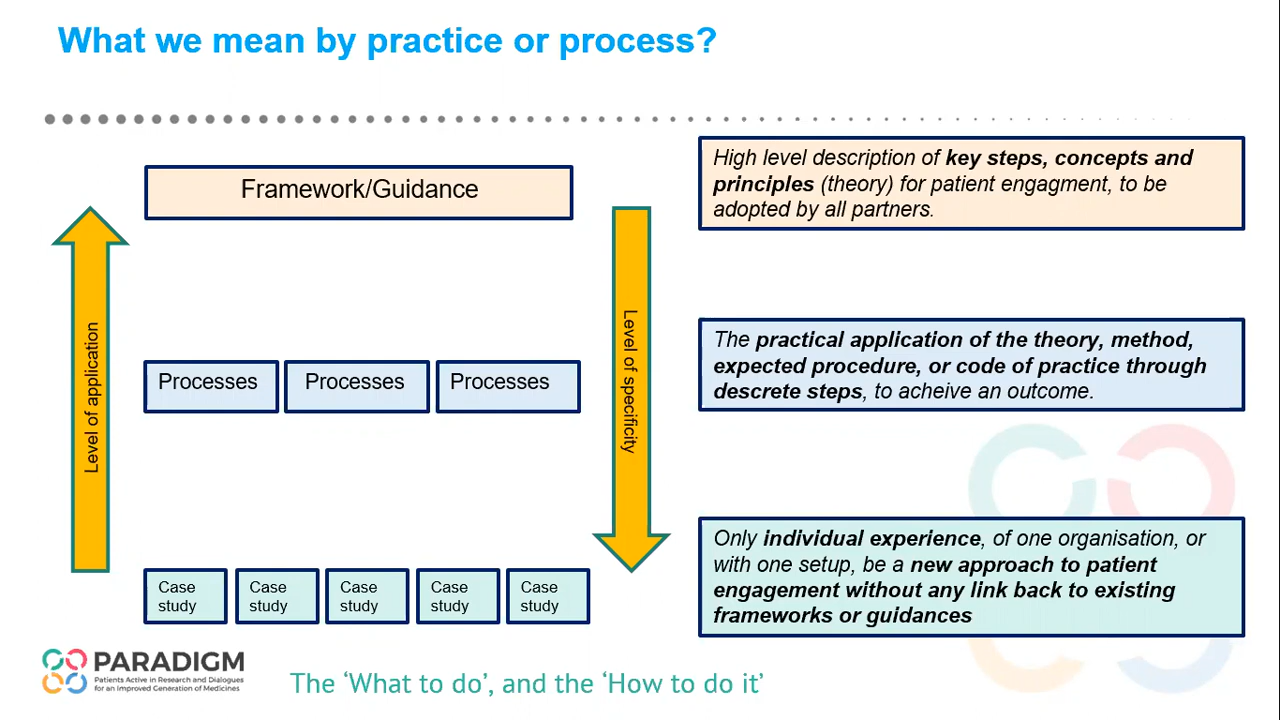 What we mean by practice or process?
Framework/Guidance
High level description of key steps, concepts and
principles (theory) for patient engagment, to be
adopted by all partners.
Level of application
Level of specificity
Processes
Processes
Processes
The practical application of the theory, method,
expected procedure, or code of practice through
descrete steps, to acheive an outcome.
Case
study
Case
study
Case
study
Case
study
Case
study
Only individual experience, of one organisation, or
with one setup, be a new approach to patient
engagement without any link back to existing
frameworks or guidances
PARADIGM
Patients Active in Research and Dialogues
for an Improved Generation of Medicines
The ‘What to do’, and the ‘How to do it’